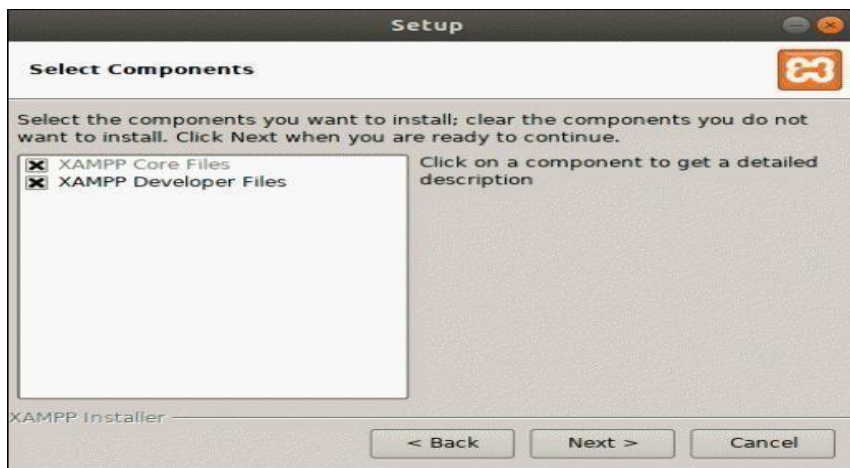 Setup
Select Components
Select the components you want to install; clear the components you do not
want to install. Click Next when you are ready to continue.
XAMPP Core Files
XAMPP Developer Files
Click on a component to get a detailed
description
XAMPP Installer
< Back
Next >
Cancel